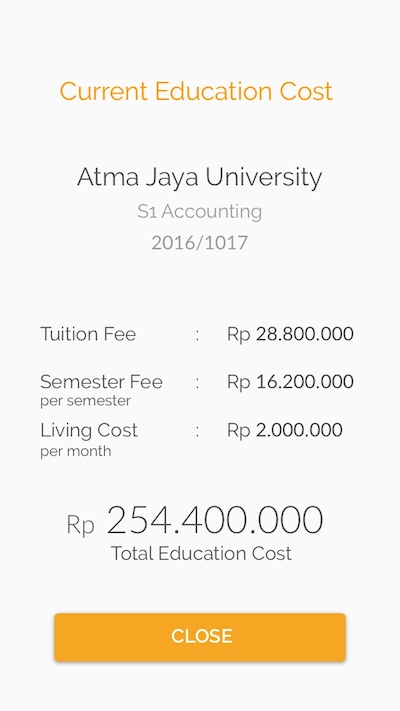 Current Education Cost
Atma Jaya University
S1 Accounting
2016/1017
Tuition Fee : Rp 28.800.000
Semester Fee : Rp 16.200.000
per semester
Living Cost : Rp 2.000.000
per month
Rp 254.400.000
Total Education Cost
CLOSE